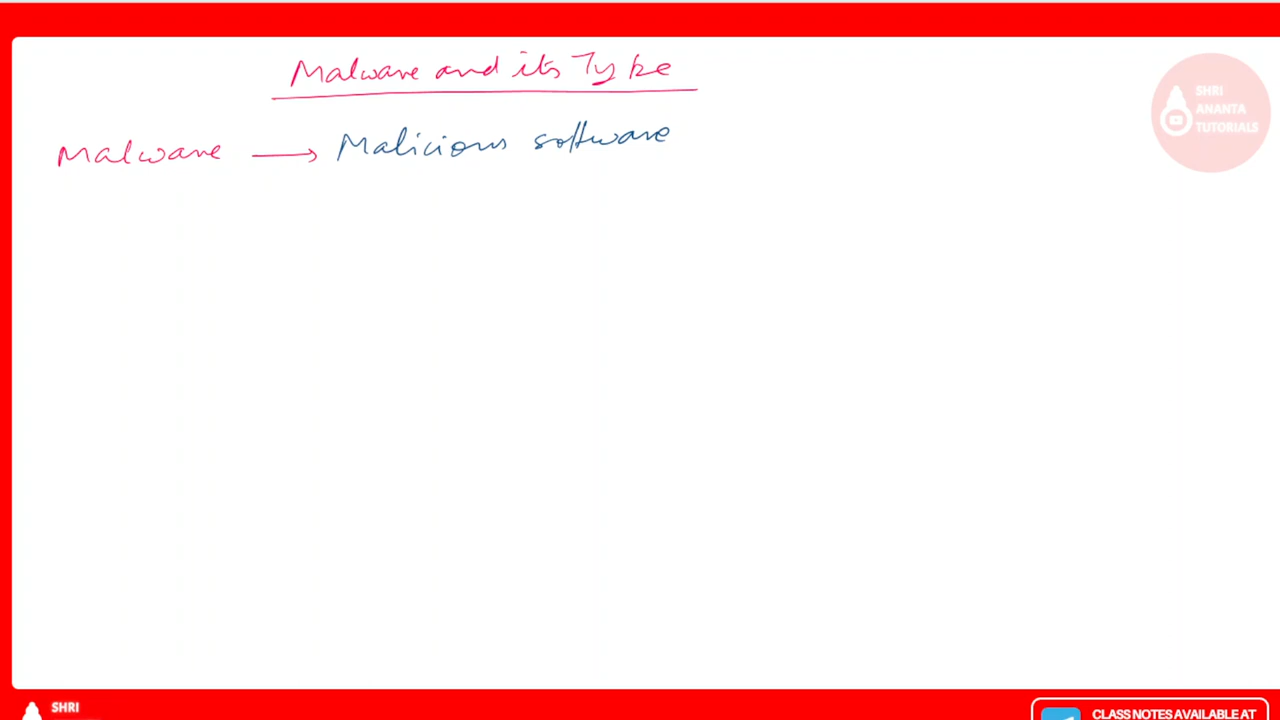 Malware and its Type
Malware → Malicious software
SHRI
ANANTA
TUTORIALS
SHRI
CLASS NOTES AVAILABLE AT